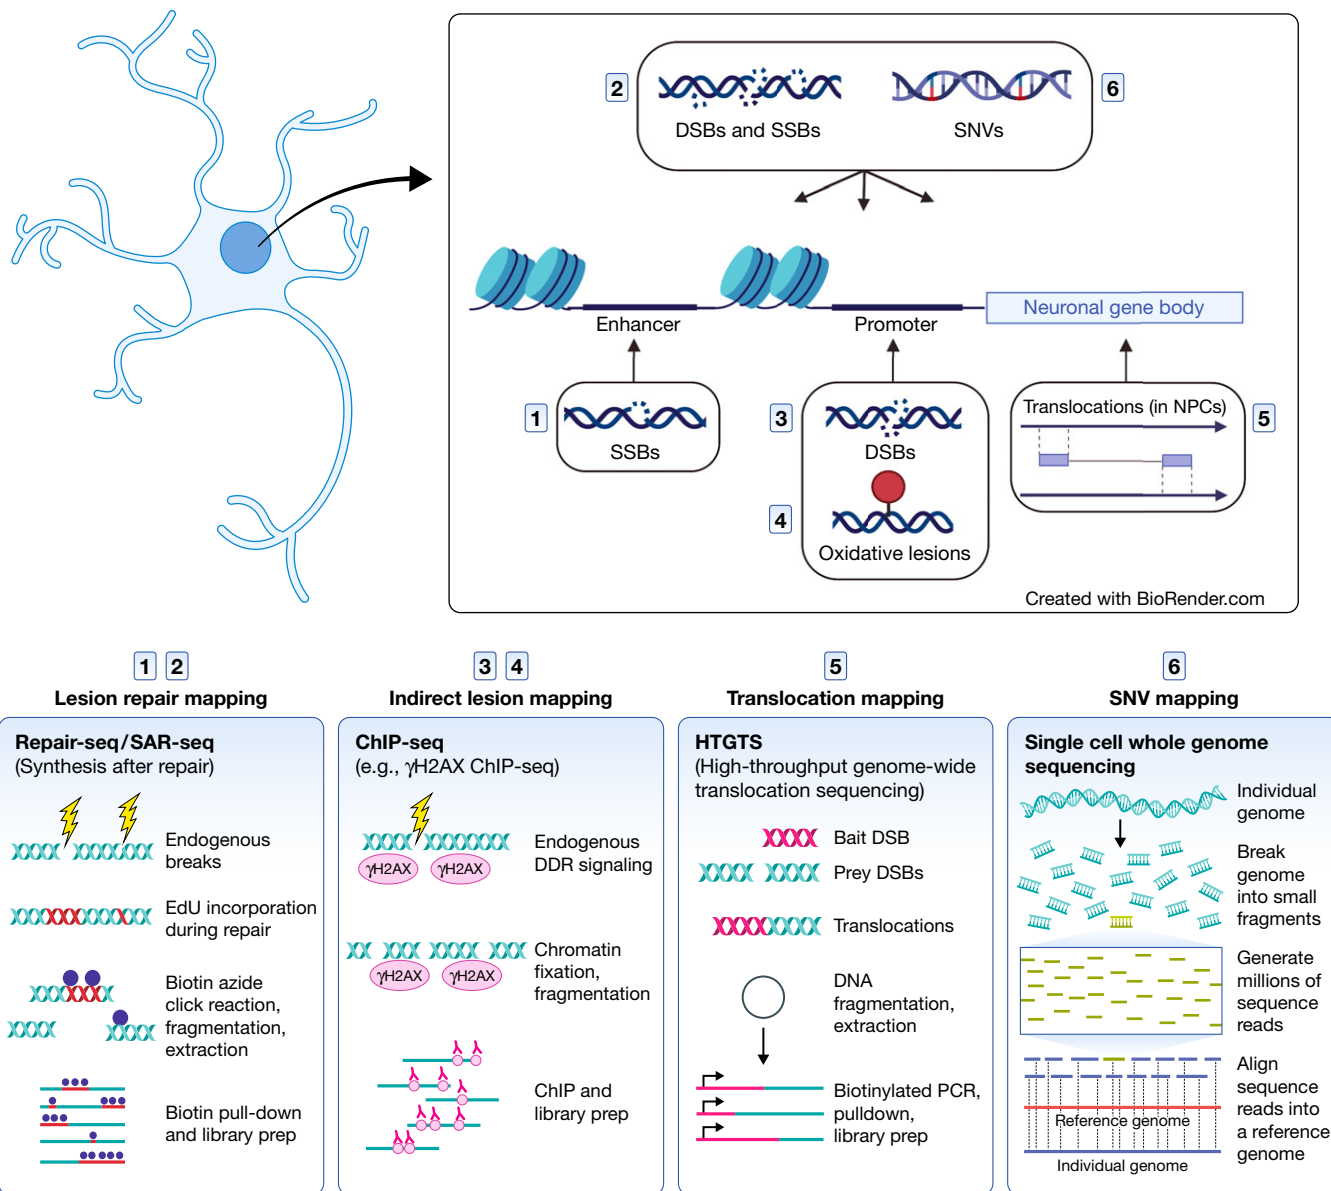 2
6
DSBs and SSBs
SNVs
Enhancer
Promoter
Neuronal gene body
1
SSBs
3
DSBs
4
Oxidative lesions
Translocations (in NPCs)
5
Created with BioRender.com
1 2
Lesion repair mapping
Repair-seq/SAR-seq
(Synthesis after repair)
Endogenous
breaks
EdU incorporation
during repair
Biotin azide
click reaction,
fragmentation,
extraction
Biotin pull-down
and library prep
3 4
Indirect lesion mapping
ChIP-seq
(e.g., γH2AX ChIP-seq)
γH2AX γH2AX
Endogenous
DDR signaling
γH2AX γH2AX
Chromatin
fixation,
fragmentation
ChIP and
library prep
5
Translocation mapping
HTGTS
(High-throughput genome-wide
translocation sequencing)
Bait DSB
Prey DSBs
Translocations
DNA
fragmentation,
extraction
Biotinylated PCR,
pulldown,
library prep
6
SNV mapping
Single cell whole genome
sequencing
Individual
genome
Break
genome
into small
fragments
Generate
millions of
sequence
reads
Align
sequence
reads into
a reference
genome
Reference genome
Individual genome